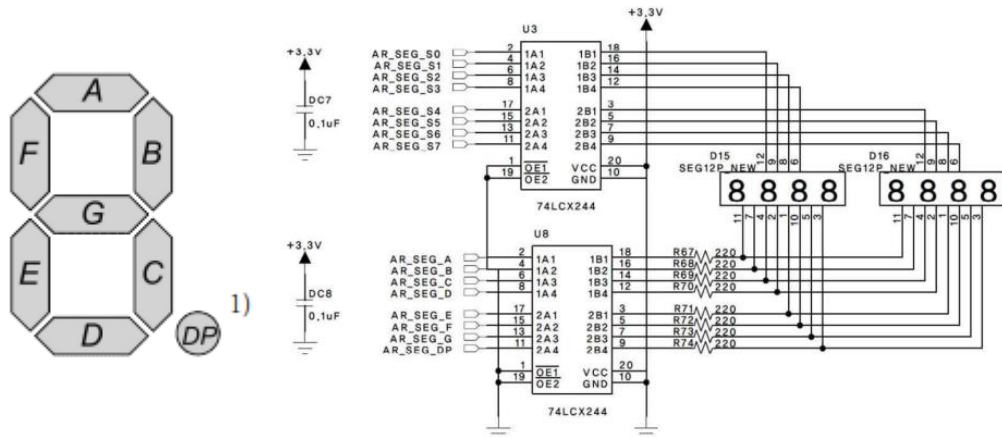 A
F
B
G
E
C
D
DP
1)
+3,3V
DC7
0,1uF
+3,3V
DC8
0,1uF
+3,3V
U3
AR_SEG_S0 2 1A1 1B1 18
AR_SEG_S1 4 1A2 1B2 16
AR_SEG_S2 6 1A3 1B3 14
AR_SEG_S3 8 1A4 1B4 12
AR_SEG_S4 17 2A1 2B1 3
AR_SEG_S5 15 2A2 2B2 5
AR_SEG_S6 13 2A3 2B3 7
AR_SEG_S7 11 2A4 2B4 9
1 OE1 VCC 20
19 OE2 GND 10
74LCX244
D15
SEG12P_NEW
12 9 8 6
8 8 8 8
11 7 4 2 1 10 5 3
D16
SEG12P_NEW
12 9 8 6
8 8 8 8
11 7 4 2 1 10 5 3
U8
AR_SEG_A 2 1A1 1B1 18 R67 220
AR_SEG_B 4 1A2 1B2 16 R68 220
AR_SEG_C 6 1A3 1B3 14 R69 220
AR_SEG_D 8 1A4 1B4 12 R70 220
AR_SEG_E 17 2A1 2B1 3 R71 220
AR_SEG_F 15 2A2 2B2 5 R72 220
AR_SEG_G 13 2A3 2B3 7 R73 220
AR_SEG_DP 11 2A4 2B4 9 R74 220
1 OE1 VCC 20
19 OE2 GND 10
74LCX244